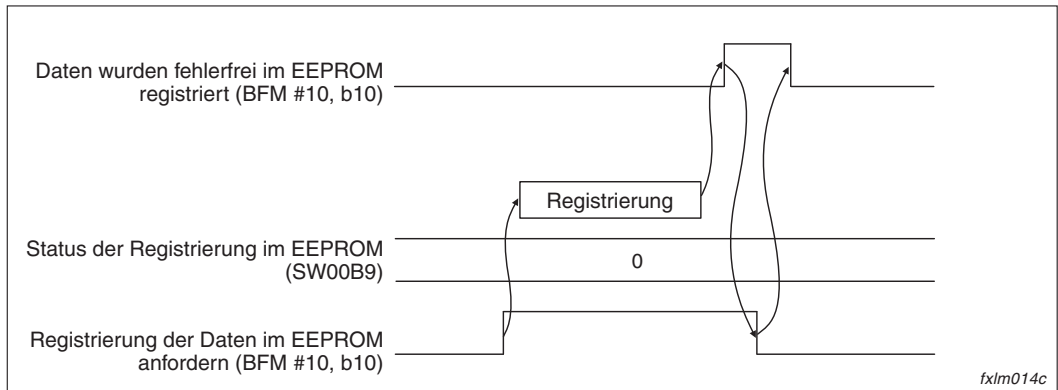 Daten wurden fehlerfrei im EEPROM
registriert (BFM #10, b10)
Registrierung
Status der Registrierung im EEPROM
(SW00B9)
0
Registrierung der Daten im EEPROM
anfordern (BFM #10, b10)
fxlm014c